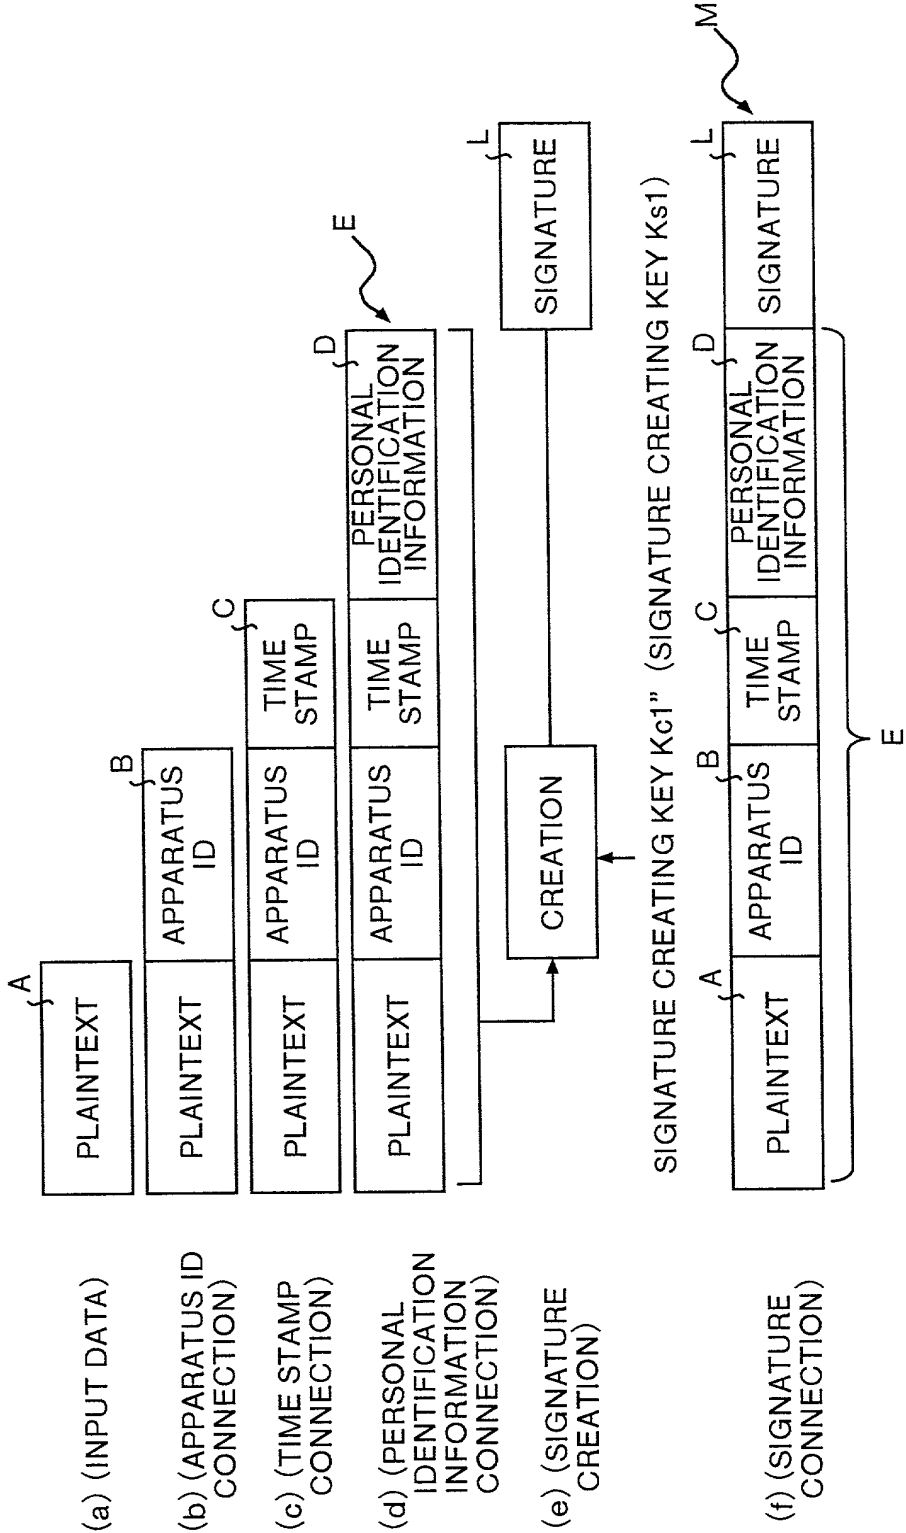 (a) (INPUT DATA)
PLAINTEXT
A
(b) (APPARATUS ID
CONNECTION)
PLAINTEXT
APPARATUS
ID
B
(c) (TIME STAMP
CONNECTION)
PLAINTEXT
APPARATUS
ID
TIME
STAMP
C
(d) (PERSONAL
IDENTIFICATION
INFORMATION
CONNECTION)
PLAINTEXT
APPARATUS
ID
TIME
STAMP
PERSONAL
IDENTIFICATION
INFORMATION
D
E
(e) (SIGNATURE
CREATION)
CREATION
SIGNATURE
L
SIGNATURE CREATING KEY Kc1” (SIGNATURE CREATING KEY Ks1)
(f) (SIGNATURE
CONNECTION)
PLAINTEXT
A
APPARATUS
ID
B
TIME
STAMP
C
PERSONAL
IDENTIFICATION
INFORMATION
D
SIGNATURE
L
M
E